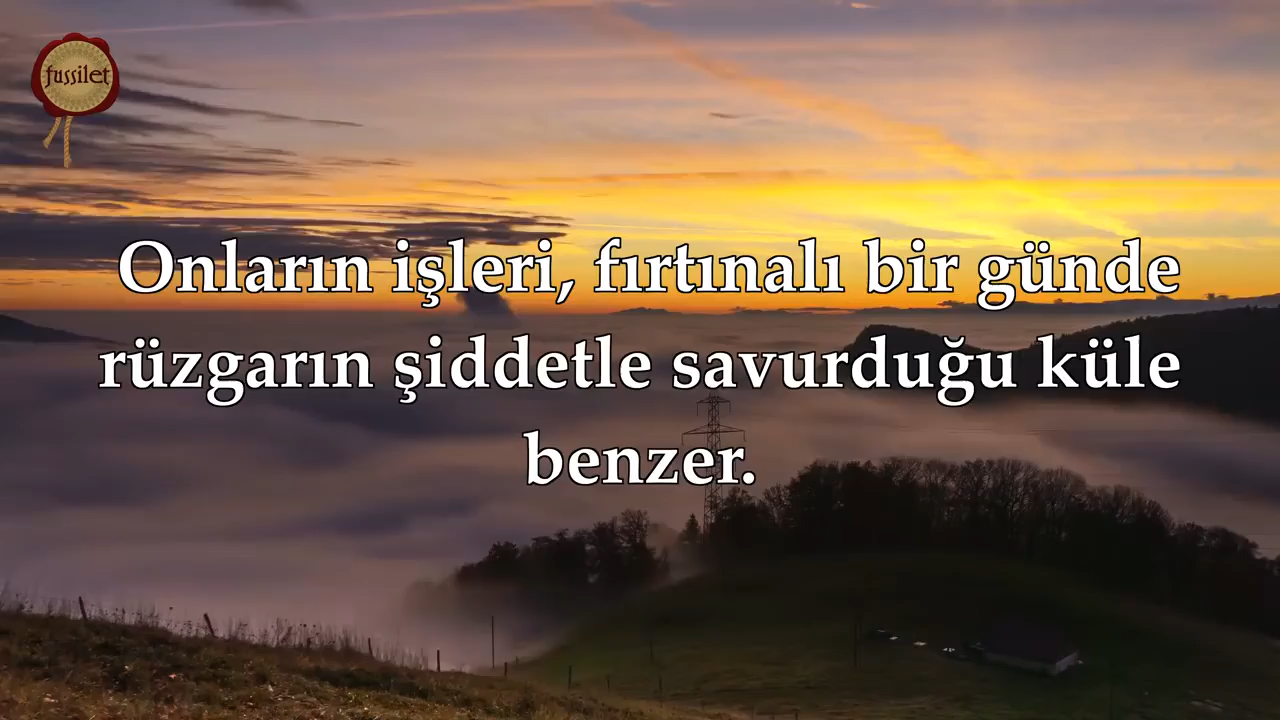 fussilet
Onların işleri, fırtınalı bir günde
rüzgarın şiddetle savurduğu küle
benzer.